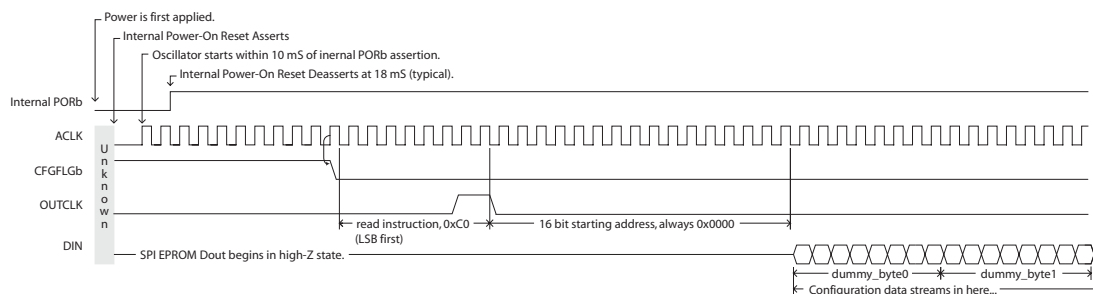 Power is first applied.
Internal Power-On Reset Asserts
Oscillator starts within 10 mS of inernal PORb assertion.
Internal Power-On Reset Deasserts at 18 mS (typical).
Internal PORb
ACLK
CFGFLGb
OUTCLK
DIN
Unknown
read instruction, 0xC0
(LSB first)
16 bit starting address, always 0x0000
SPI EPROM Dout begins in high-Z state.
dummy_byte0
dummy_byte1
Configuration data streams in here...